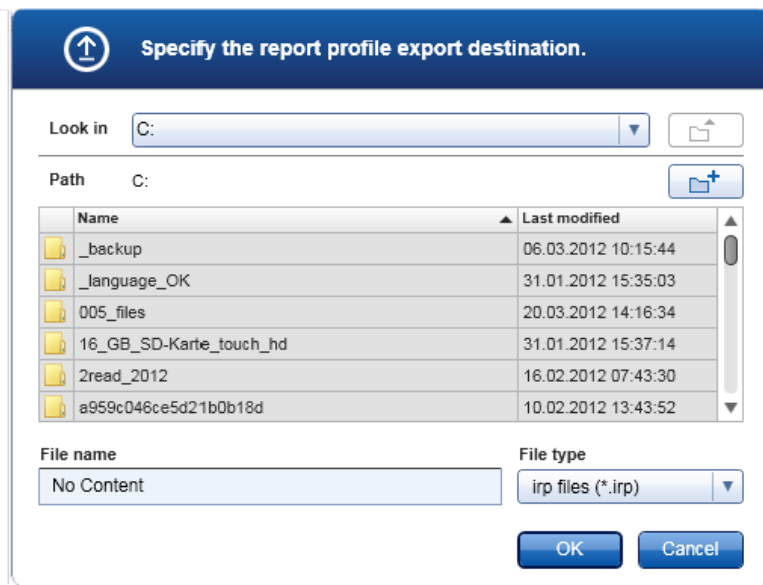 Specify the report profile export destination.
Look in C:
Path C:
Name Last modified
_backup 06.03.2012 10:15:44
_language_OK 31.01.2012 15:35:03
005_files 20.03.2012 14:16:34
16_GB_SD-Karte_touch_hd 31.01.2012 15:37:14
2read_2012 16.02.2012 07:43:30
a959c046ce5d21b0b18d 10.02.2012 13:43:52
File name File type
No Content irp files (*.irp)
OK Cancel